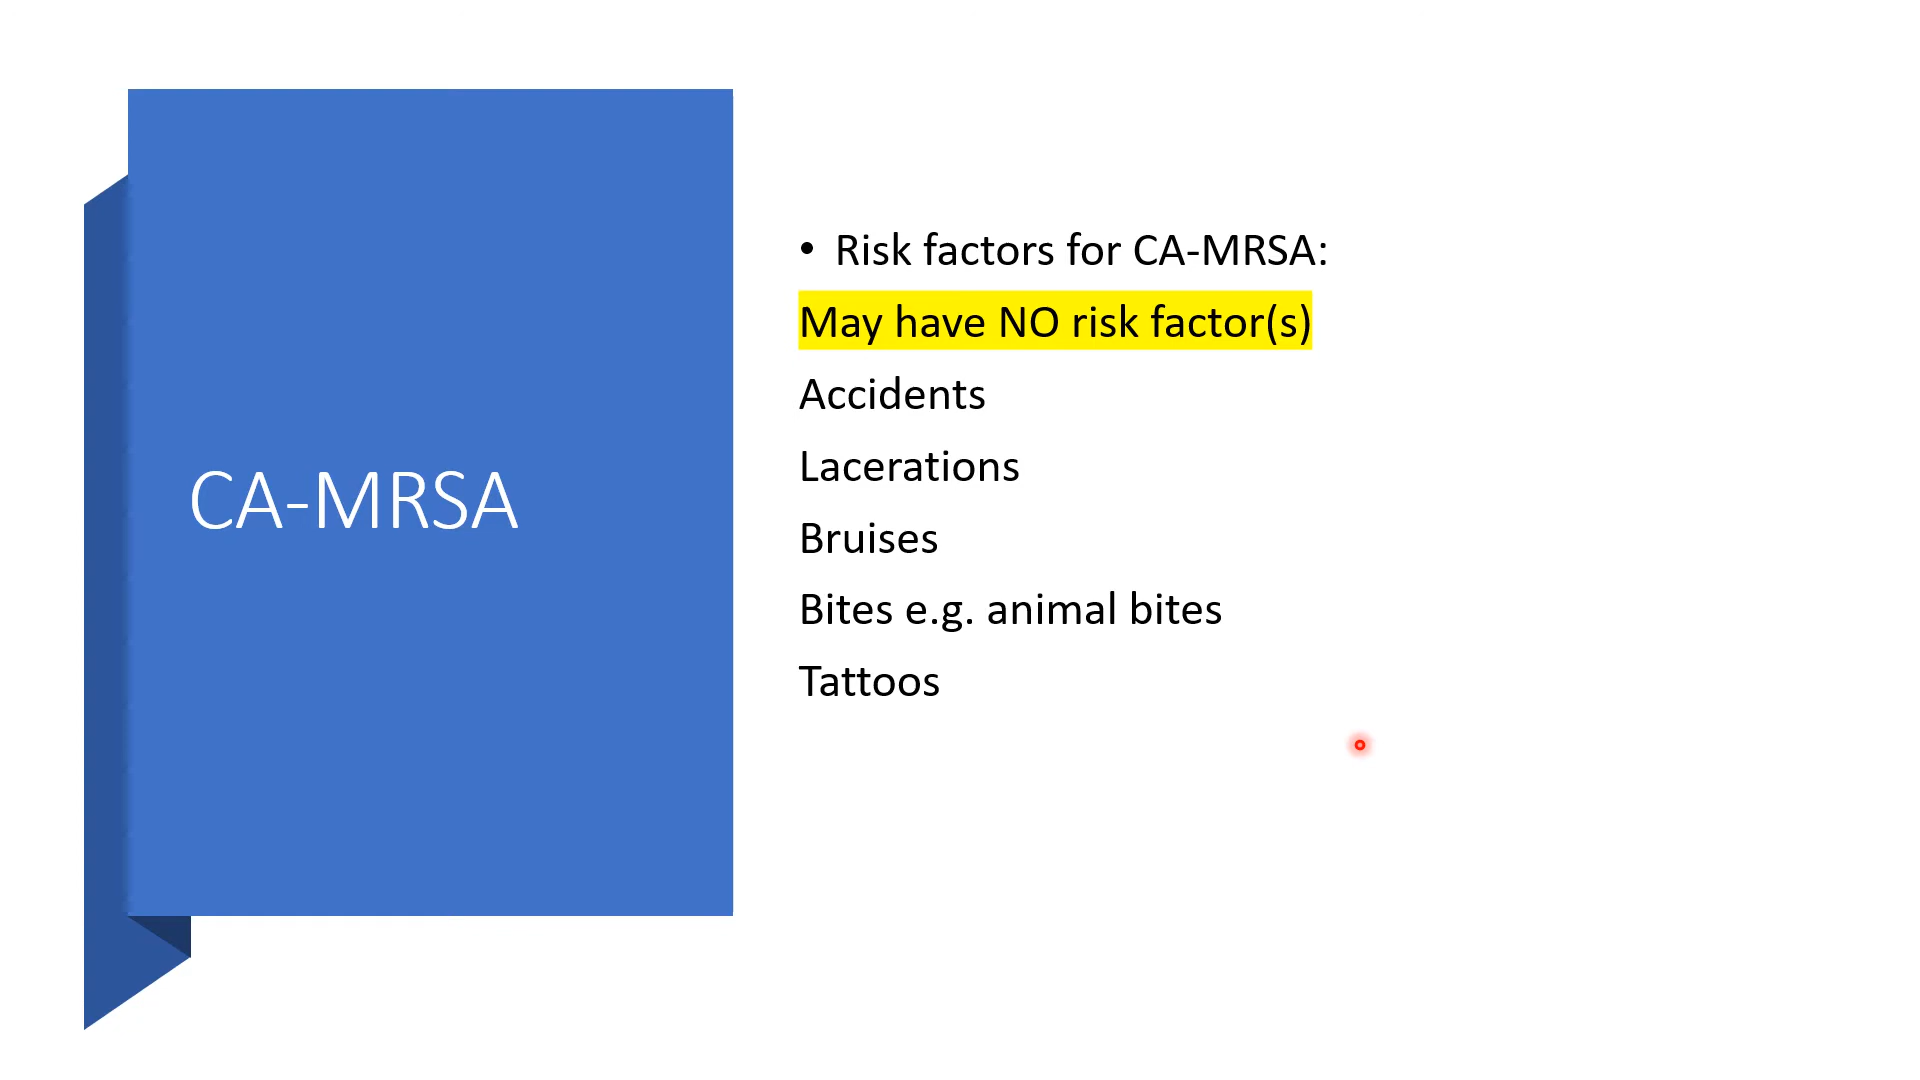 CA-MRSA
• Risk factors for CA-MRSA:
May have NO risk factor(s)
Accidents
Lacerations
Bruises
Bites e.g. animal bites
Tattoos